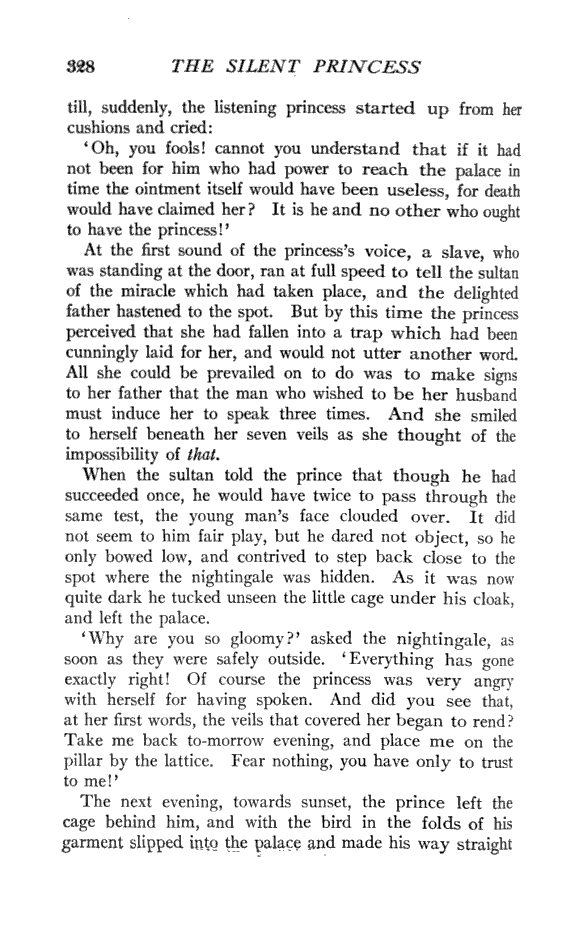 328 THE SILENT PRINCESS
till, suddenly, the listening princess started up from her
cushions and cried:
'Oh, you fools! cannot you understand that if it had
not been for him who had power to reach the palace in
time the ointment itself would have been useless, for death
would have claimed her? It is he and no other who ought
to have the princess!'
At the first sound of the princess's voice, a slave, who
was standing at the door, ran at full speed to tell the sultan
of the miracle which had taken place, and the delighted
father hastened to the spot. But by this time the princess
perceived that she had fallen into a trap which had been
cunningly laid for her, and would not utter another word.
All she could be prevailed on to do was to make signs
to her father that the man who wished to be her husband
must induce her to speak three times. And she smiled
to herself beneath her seven veils as she thought of the
impossibility of that.
When the sultan told the prince that though he had
succeeded once, he would have twice to pass through the
same test, the young man's face clouded over. It did
not seem to him fair play, but he dared not object, so he
only bowed low, and contrived to step back close to the
spot where the nightingale was hidden. As it was now
quite dark he tucked unseen the little cage under his cloak,
and left the palace.
'Why are you so gloomy?' asked the nightingale, as
soon as they were safely outside. 'Everything has gone
exactly right! Of course the princess was very angry
with herself for having spoken. And did you see that,
at her first words, the veils that covered her began to rend?
Take me back to-morrow evening, and place me on the
pillar by the lattice. Fear nothing, you have only to trust
to me!'
The next evening, towards sunset, the prince left the
cage behind him, and with the bird in the folds of his
garment slipped into the palace and made his way straight